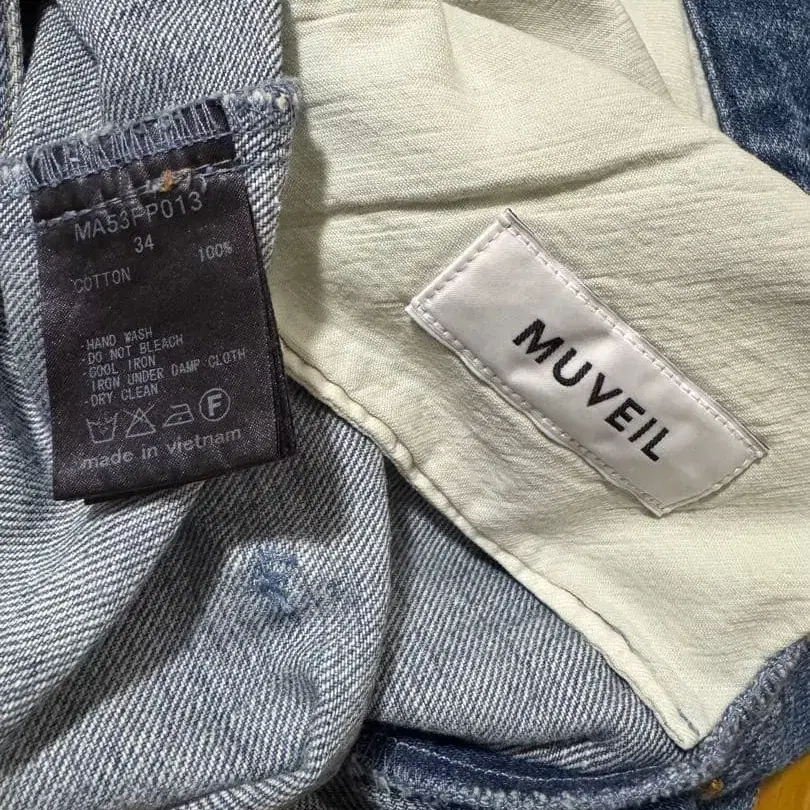 MA53FP013
34
100%
COTTON
HAND WASH
DO NOT BLEACH
COOL IRON
IRON UNDER DAMP CLOTH
DRY CLEAN
F
made in vietnam
MUVEIL